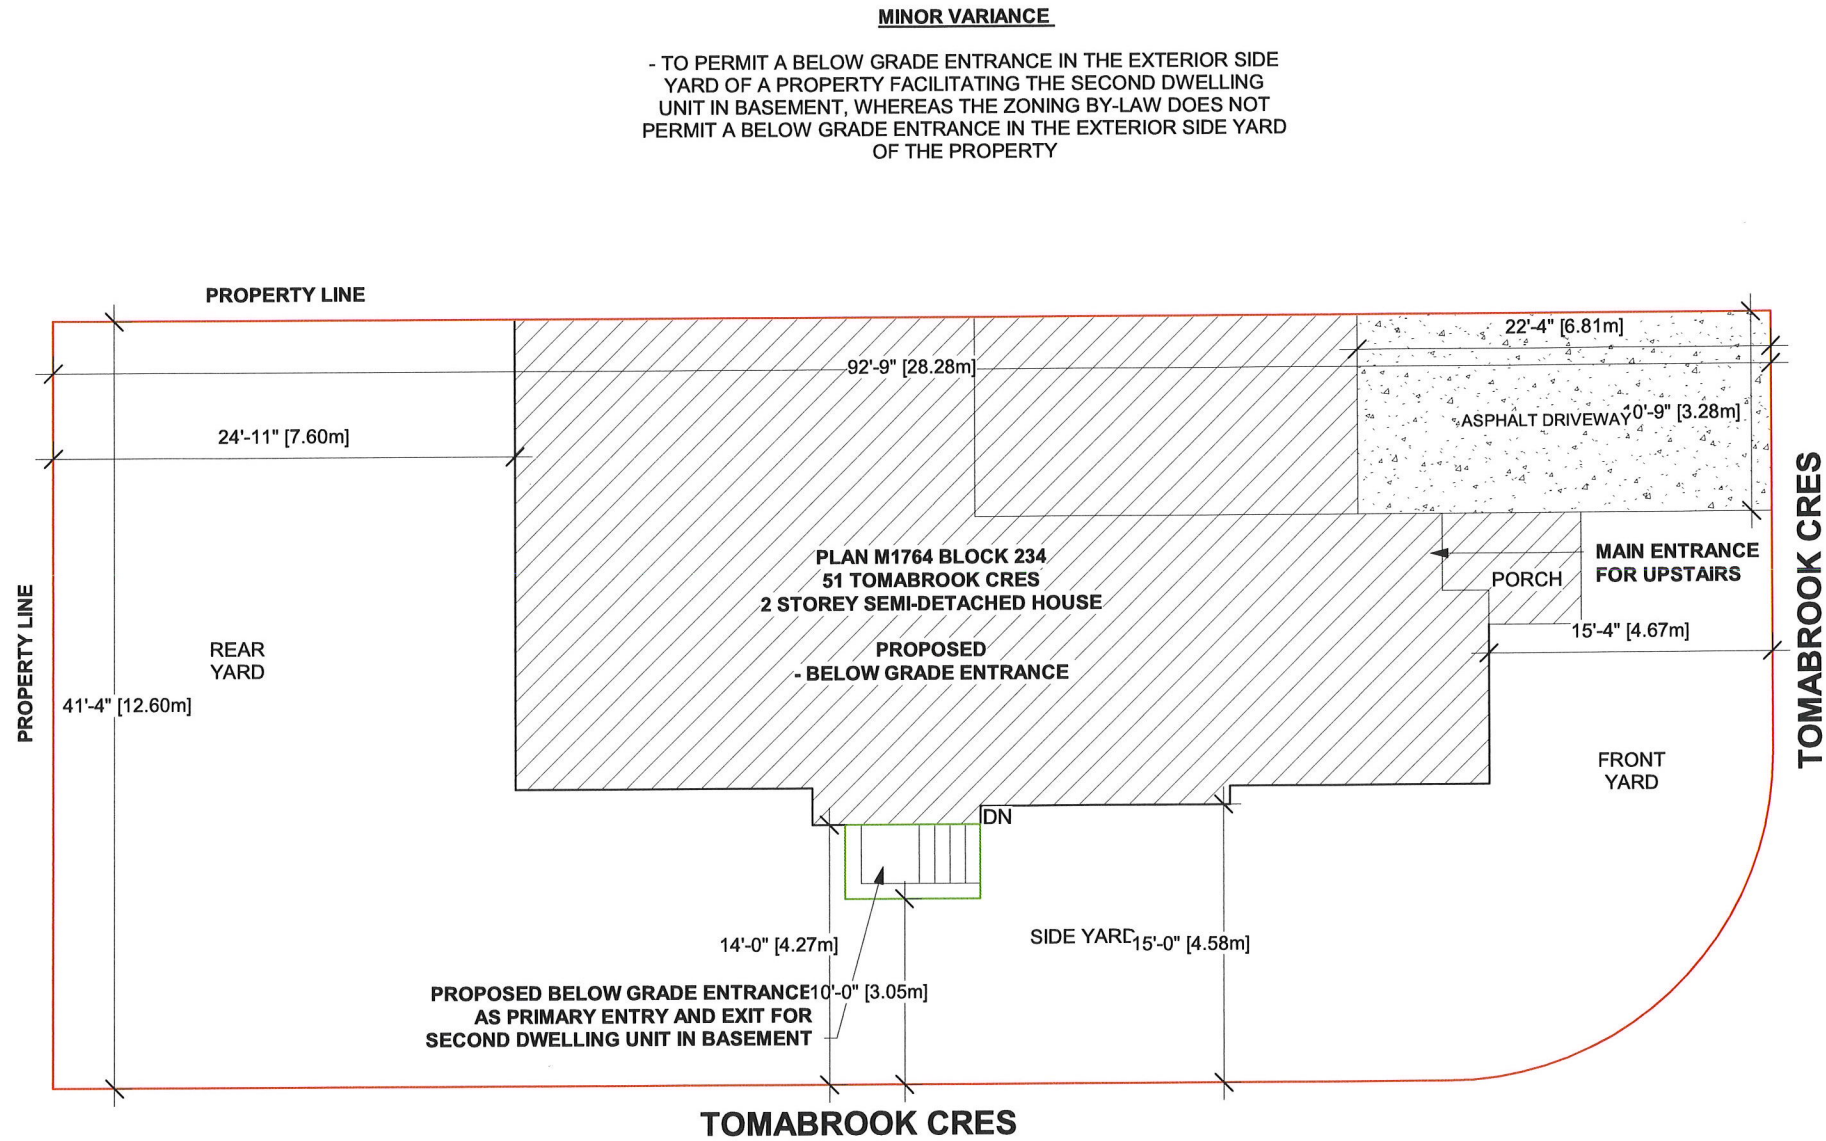 MINOR VARIANCE
- TO PERMIT A BELOW GRADE ENTRANCE IN THE EXTERIOR SIDE
YARD OF A PROPERTY FACILITATING THE SECOND DWELLING
UNIT IN BASEMENT, WHEREAS THE ZONING BY-LAW DOES NOT
PERMIT A BELOW GRADE ENTRANCE IN THE EXTERIOR SIDE YARD
OF THE PROPERTY
PROPERTY LINE
22'-4" [6.81m]
92'-9" [28.28m]
ASPHALT DRIVEWAY
10'-9" [3.28m]
24'-11" [7.60m]
PLAN M1764 BLOCK 234
51 TOMABROOK CRES
2 STOREY SEMI-DETACHED HOUSE
MAIN ENTRANCE
FOR UPSTAIRS
PORCH
15'-4" [4.67m]
PROPOSED
- BELOW GRADE ENTRANCE
REAR
YARD
PROPERTY LINE
41'-4" [12.60m]
TOMABROOK CRES
FRONT
YARD
DN
SIDE YARD
15'-0" [4.58m]
14'-0" [4.27m]
10'-0" [3.05m]
PROPOSED BELOW GRADE ENTRANCE
AS PRIMARY ENTRY AND EXIT FOR
SECOND DWELLING UNIT IN BASEMENT
TOMABROOK CRES